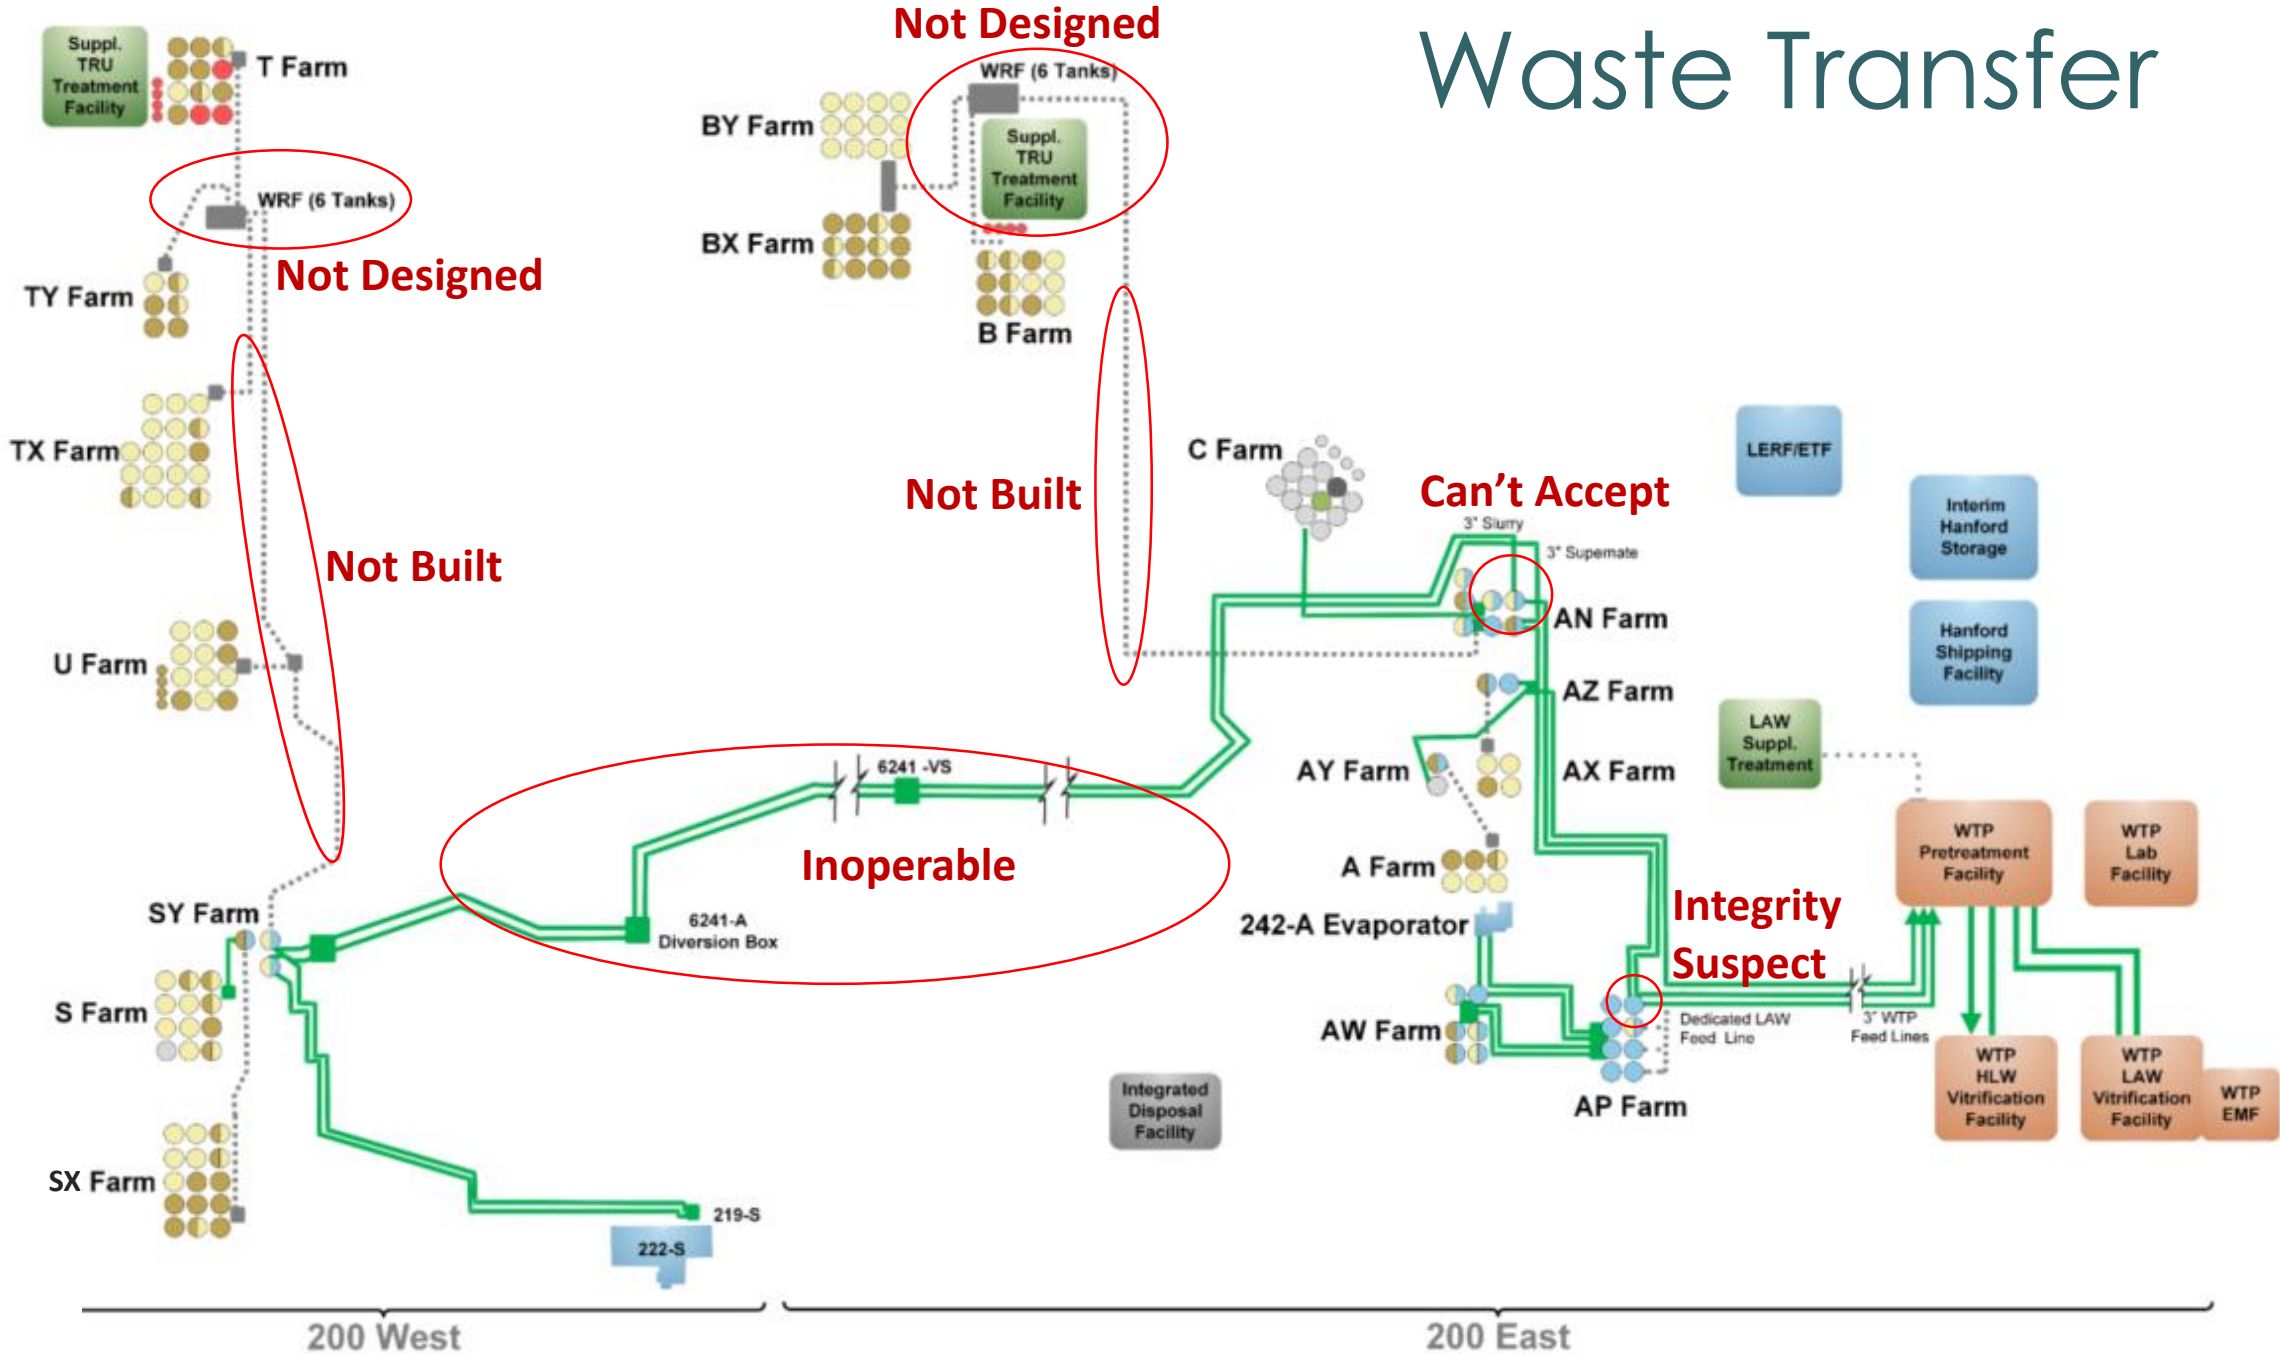 Waste Transfer
Not Designed
Suppl.
TRU
Treatment
Facility
T Farm
WRF (6 Tanks)
Not Designed
TY Farm
TX Farm
Not Built
U Farm
WRF (6 Tanks)
BY Farm
Suppl.
TRU
Treatment
Facility
BX Farm
B Farm
Not Built
C Farm
Can’t Accept
3" Slurry
3" Supernate
AN Farm
AZ Farm
AY Farm
AX Farm
A Farm
242-A Evaporator
AW Farm
AP Farm
Integrity
Suspect
Dedicated LAW
Feed Line
3" WTP
Feed Lines
LERF/ETF
Interim
Hanford
Storage
Hanford
Shipping
Facility
LAW
Suppl.
Treatment
WTP
Pretreatment
Facility
WTP
Lab
Facility
WTP
HLW
Vitrification
Facility
WTP
LAW
Vitrification
Facility
WTP
EMF
6241 -VS
Inoperable
6241-A
Diversion Box
SY Farm
S Farm
SX Farm
219-S
222-S
Integrated
Disposal
Facility
200 West
200 East